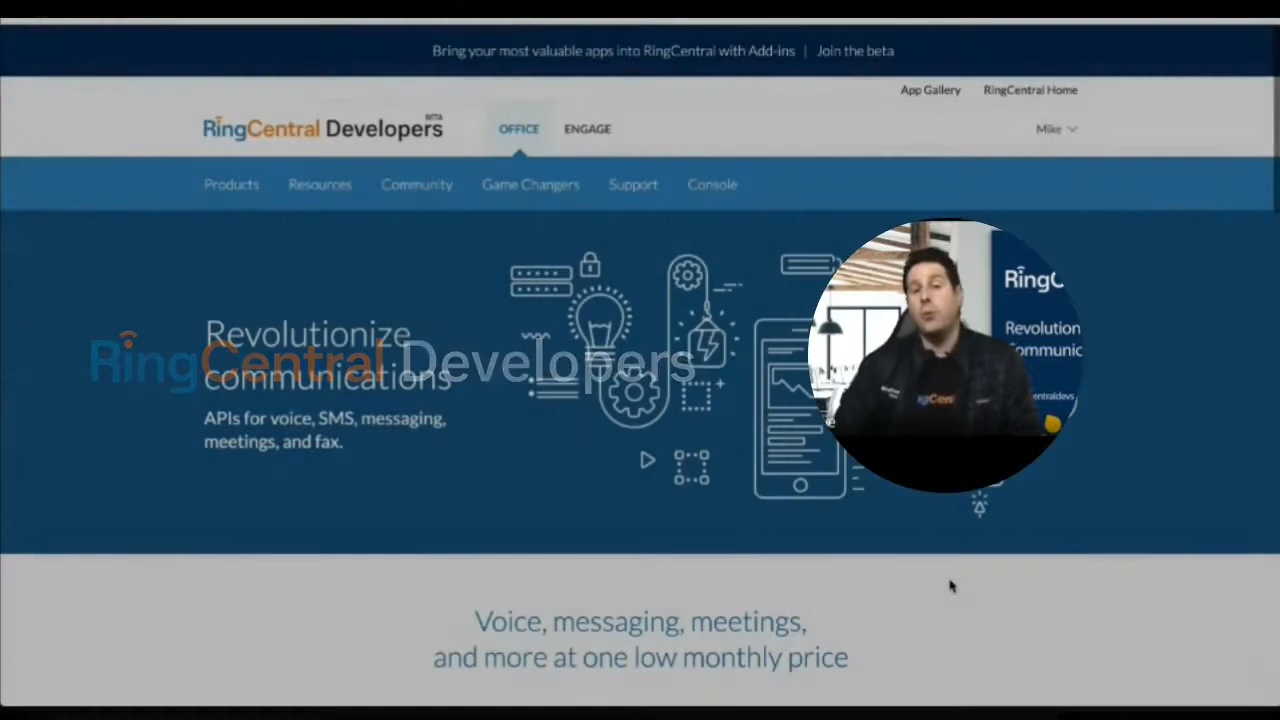 Bring your most valuable apps into RingCentral with Add-ins | Join the beta
App Gallery RingCentral Home
RingCentral Developers BETA OFFICE ENGAGE Mike
Products Resources Community Game Changers Support Console
Revolutionize
communications
RingCentral Developers
APIs for voice, SMS, messaging,
meetings, and fax.
RingC
Revolution
Communic
entraldevs
ngCent
Voice, messaging, meetings,
and more at one low monthly price